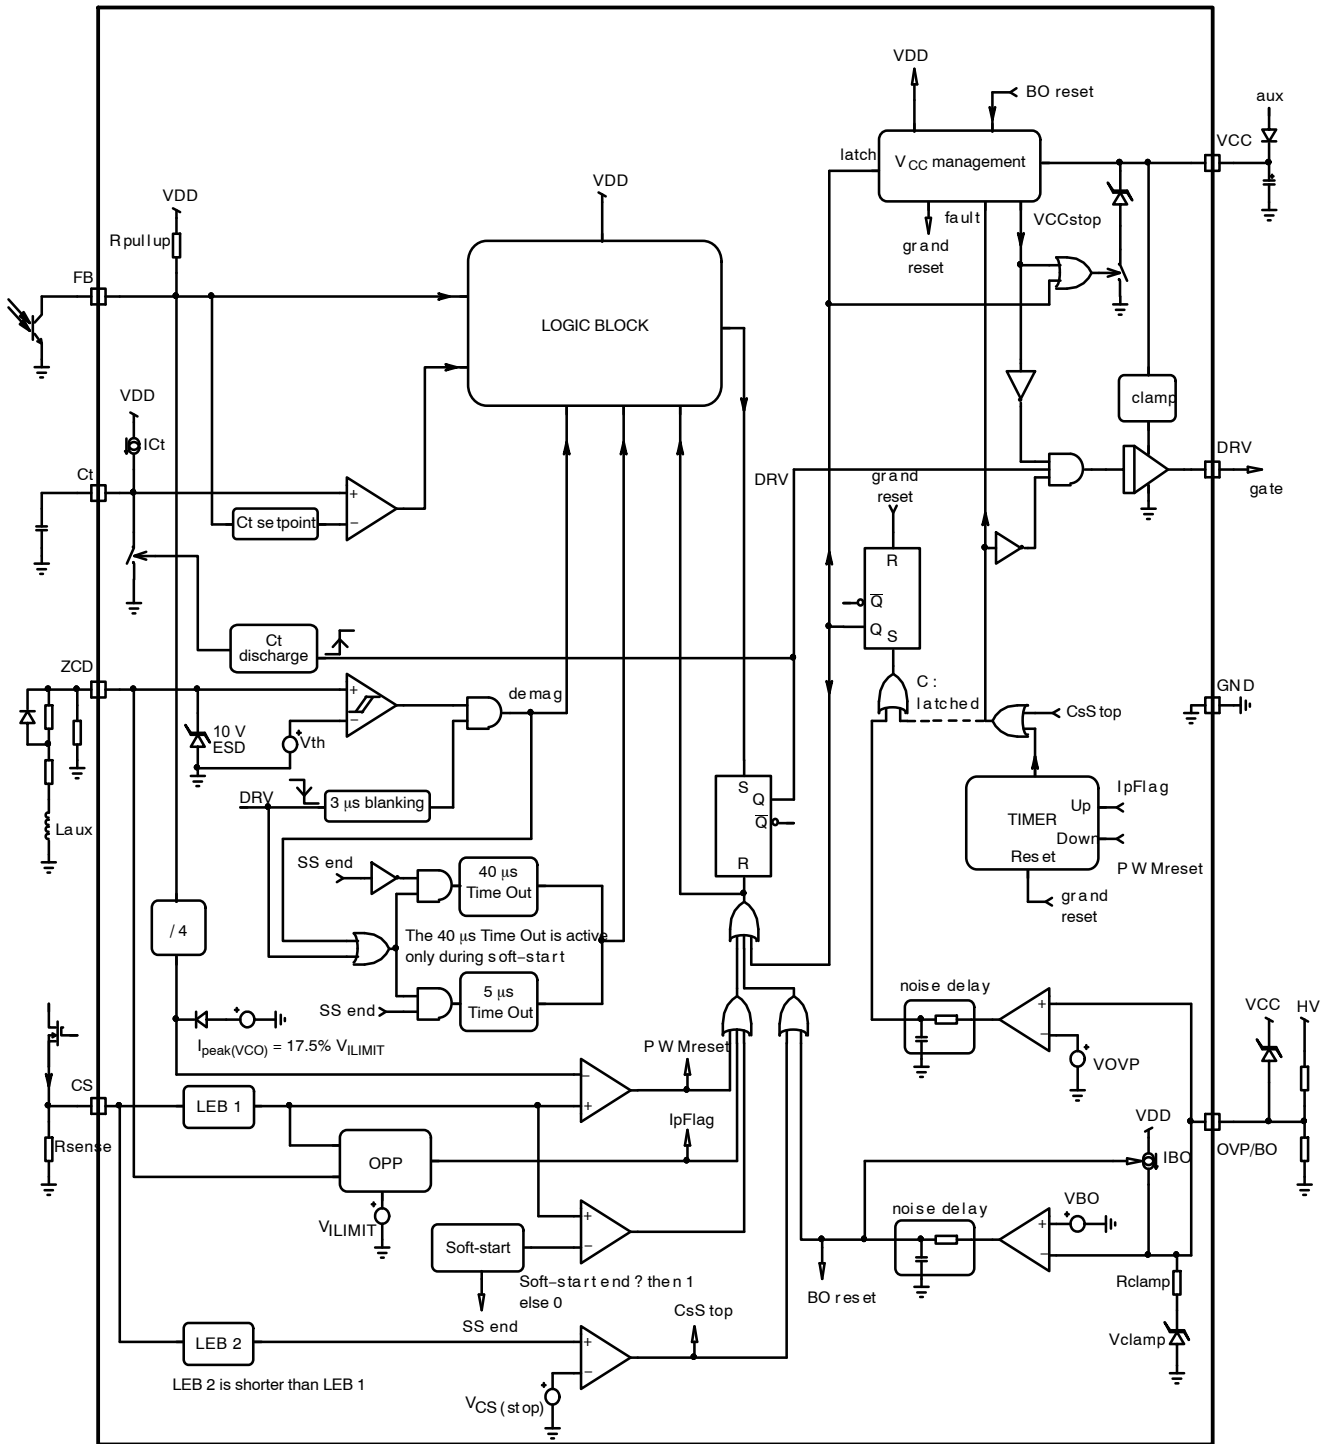 VDD
BO reset
aux
VCC
latch
VCC management
VDD
VDD
fault
VCCstop
Rpullup
grand
reset
FB
LOGIC BLOCK
VDD
clamp
ICt
DRV
Ct
grand
reset
DRV
gate
+
Ct setpoint
−
R
Q
Q
S
Ct
discharge
ZCD
GND
C:
latched
demag
+
−
CsStop
10 V
ESD
Vth
S
Q
Q
R
IpFlag
Up
TIMER
Down
Reset
PWMreset
DRV
3 μs blanking
Laux
SS end
40 μs
Time Out
grand
reset
/ 4
The 40 μs Time Out is active
only during soft−start
noise delay
5 μs
Time Out
SS end
+
−
VCC
HV
Ipeak(VCO) = 17.5% VILIMIT
PWMreset
VOVP
CS
LEB 1
−
+
VDD
IpFlag
Rsense
OPP
OVP/BO
IBO
VBO
noise delay
VILIMIT
Soft-start
+
−
+
−
Soft−start end ? then 1
else 0
Rclamp
BO reset
SS end
CsStop
LEB 2
+
−
Vclamp
LEB 2 is shorter than LEB 1
VCS(stop)